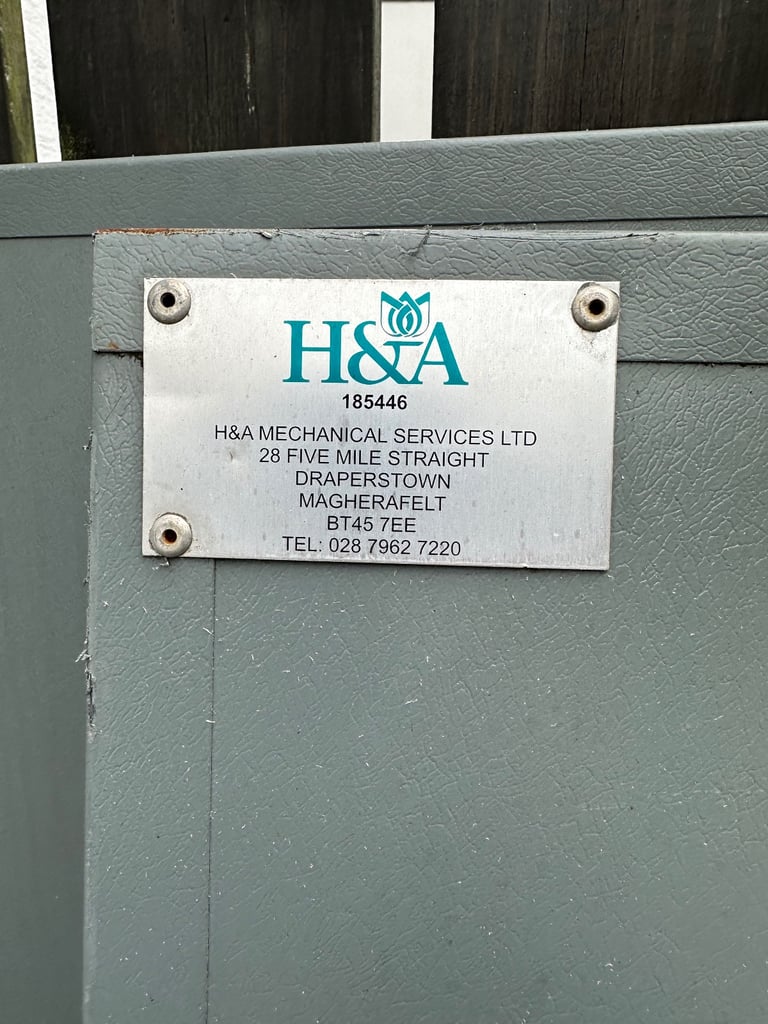 H&A
185446
H&A MECHANICAL SERVICES LTD
28 FIVE MILE STRAIGHT
DRAPERSTOWN
MAGHERAFELT
BT45 7EE
TEL: 028 7962 7220